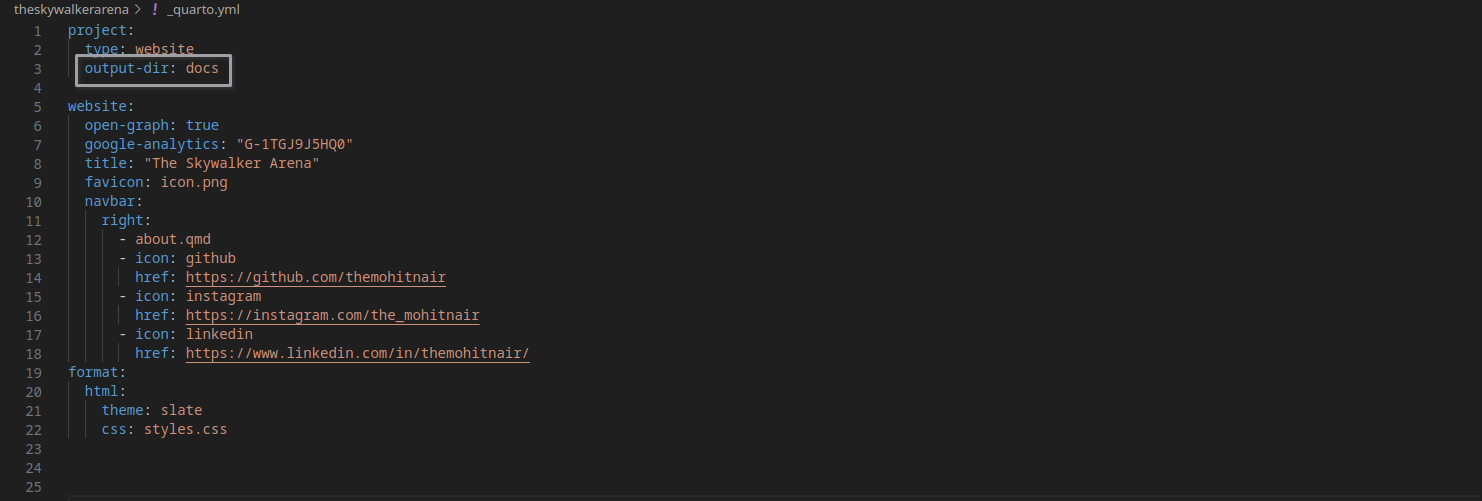 theskywalkerarena > ! _quarto.yml
1 project:
2   type: website
3   output-dir: docs
4
5 website:
6   open-graph: true
7   google-analytics: "G-1TGJ9J5HQ0"
8   title: "The Skywalker Arena"
9   favicon: icon.png
10   navbar:
11     right:
12       - about.qmd
13       - icon: github
14         href: https://github.com/themohitnair
15       - icon: instagram
16         href: https://instagram.com/the_mohitnair
17       - icon: linkedin
18         href: https://www.linkedin.com/in/themohitnair/
19 format:
20   html:
21     theme: slate
22     css: styles.css
23
24
25